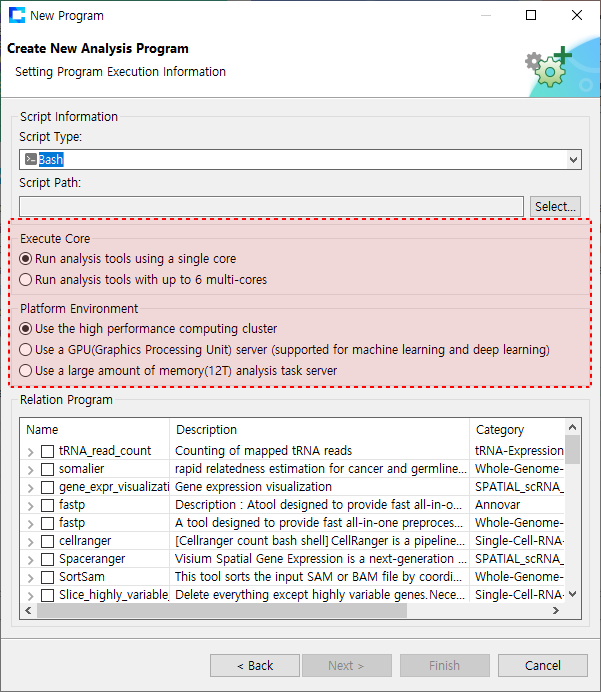 New Program
Create New Analysis Program
Setting Program Execution Information
Script Information
Script Type:
Bash
Script Path:
Select...
Execute Core
Run analysis tools using a single core
Run analysis tools with up to 6 multi-cores
Platform Environment
Use the high performance computing cluster
Use a GPU(Graphics Processing Unit) server (supported for machine learning and deep learning)
Use a large amount of memory(12T) analysis task server
Relation Program
Name Description Category
tRNA_read_count Counting of mapped tRNA reads tRNA-Expression
somalier rapid relatedness estimation for cancer and germline... Whole-Genome-
gene_expr_visualizati Gene expression visualization SPATIAL_scRNA_
fastp Description : Atool designed to provide fast all-in-o... Annovar
fastp A tool designed to provide fast all-in-one preproces... Whole-Genome-
cellranger [Cellranger count bash shell] CellRanger is a pipeline... Single-Cell-RNA-
Spaceranger Visium Spatial Gene Expression is a next-generation ... SPATIAL_scRNA_
SortSam This tool sorts the input SAM or BAM file by coordi... Whole-Genome-
Slice_highly_variable_ Delete everything except highly variable genes.Nece... Single-Cell-RNA-
< Back Next > Finish Cancel